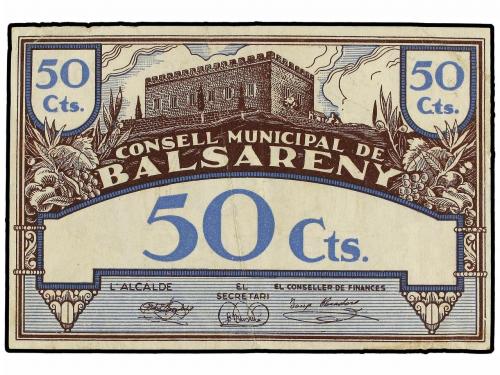 50 Cts.
50 Cts.
CONSELL MUNICIPAL DE
BALSARENY
50 Cts.
L'ALCALDE
EL SECRETARI
EL CONSELLER DE FINANCES